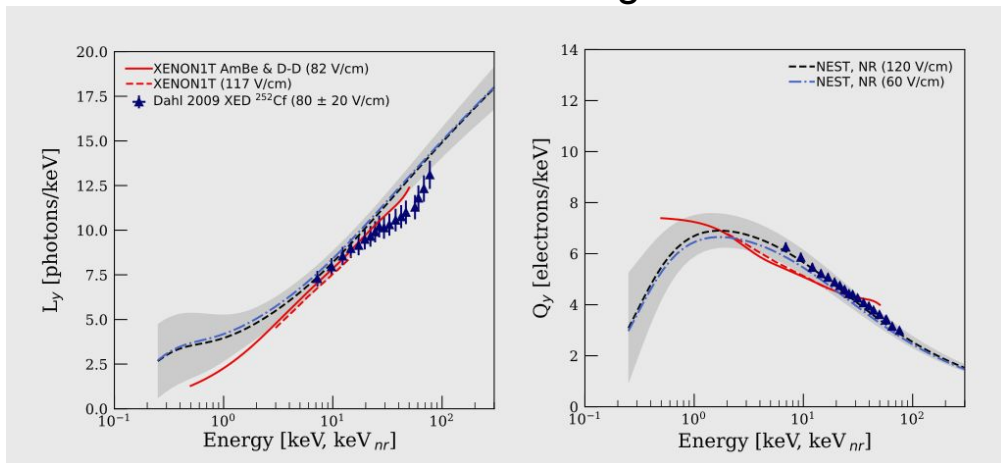 XENON1T AmBe & D-D (82 V/cm)
XENON1T (117 V/cm)
Dahl 2009 XED ²⁵²Cf (80 ± 20 V/cm)
20.0
17.5
15.0
12.5
10.0
7.5
5.0
2.5
0.0
L_y [photons/keV]
10⁻¹ 10⁰ 10¹ 10²
Energy [keV, keV_nr]
NEST, NR (120 V/cm)
NEST, NR (60 V/cm)
14
12
10
8
6
4
2
0
Q_y [electrons/keV]
10⁻¹ 10⁰ 10¹ 10²
Energy [keV, keV_nr]